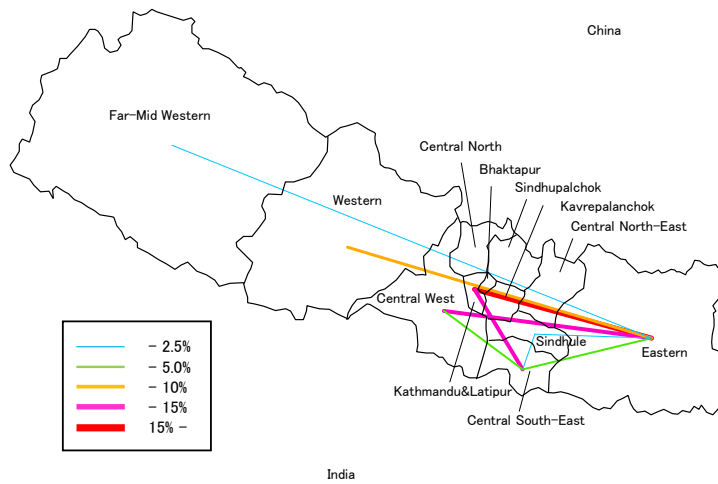 China
Far-Mid Western
Central North
Bhaktapur
Sindhupalchok
Western
Kavrepalanchok
Central North-East
Central West
Sindhule
Eastern
Kathmandu&Latipur
Central South-East
- 2.5%
- 5.0%
- 10%
- 15%
15% -
India